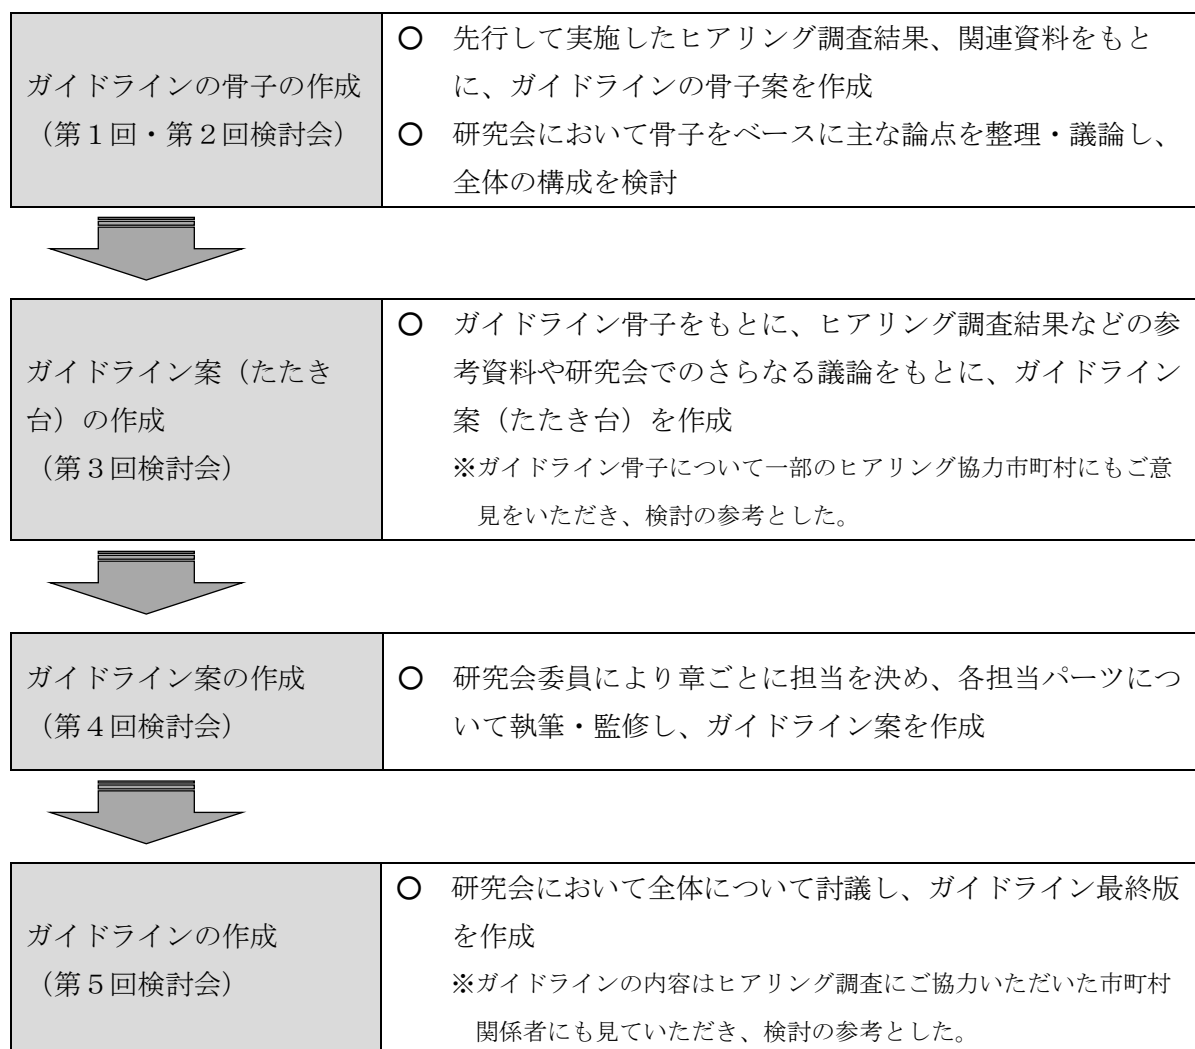 ガイドラインの骨子の作成
（第１回・第２回検討会）
〇 先行して実施したヒアリング調査結果、関連資料をもと
に、ガイドラインの骨子案を作成
〇 研究会において骨子をベースに主な論点を整理・議論し、
全体の構成を検討
ガイドライン案（たたき
台）の作成
（第３回検討会）
〇 ガイドライン骨子をもとに、ヒアリング調査結果などの参
考資料や研究会でのさらなる議論をもとに、ガイドライン
案（たたき台）を作成
※ガイドライン骨子について一部のヒアリング協力市町村にもご意
見をいただき、検討の参考とした。
ガイドライン案の作成
（第４回検討会）
〇 研究会委員により章ごとに担当を決め、各担当パーツにつ
いて執筆・監修し、ガイドライン案を作成
ガイドラインの作成
（第５回検討会）
〇 研究会において全体について討議し、ガイドライン最終版
を作成
※ガイドラインの内容はヒアリング調査にご協力いただいた市町村
関係者にも見ていただき、検討の参考とした。